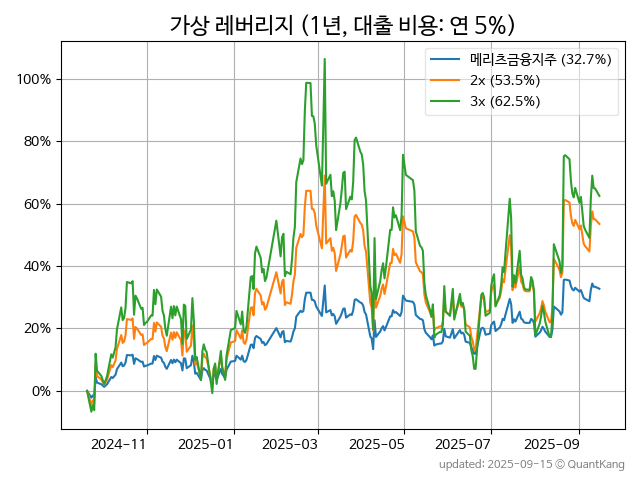 가상 레버리지 (1년, 대출 비용: 연 5%)
메리츠금융지주 (32.7%)
2x (53.5%)
3x (62.5%)
100%
80%
60%
40%
20%
0%
2024-11 2025-01 2025-03 2025-05 2025-07 2025-09
updated: 2025-09-15 © QuantKang